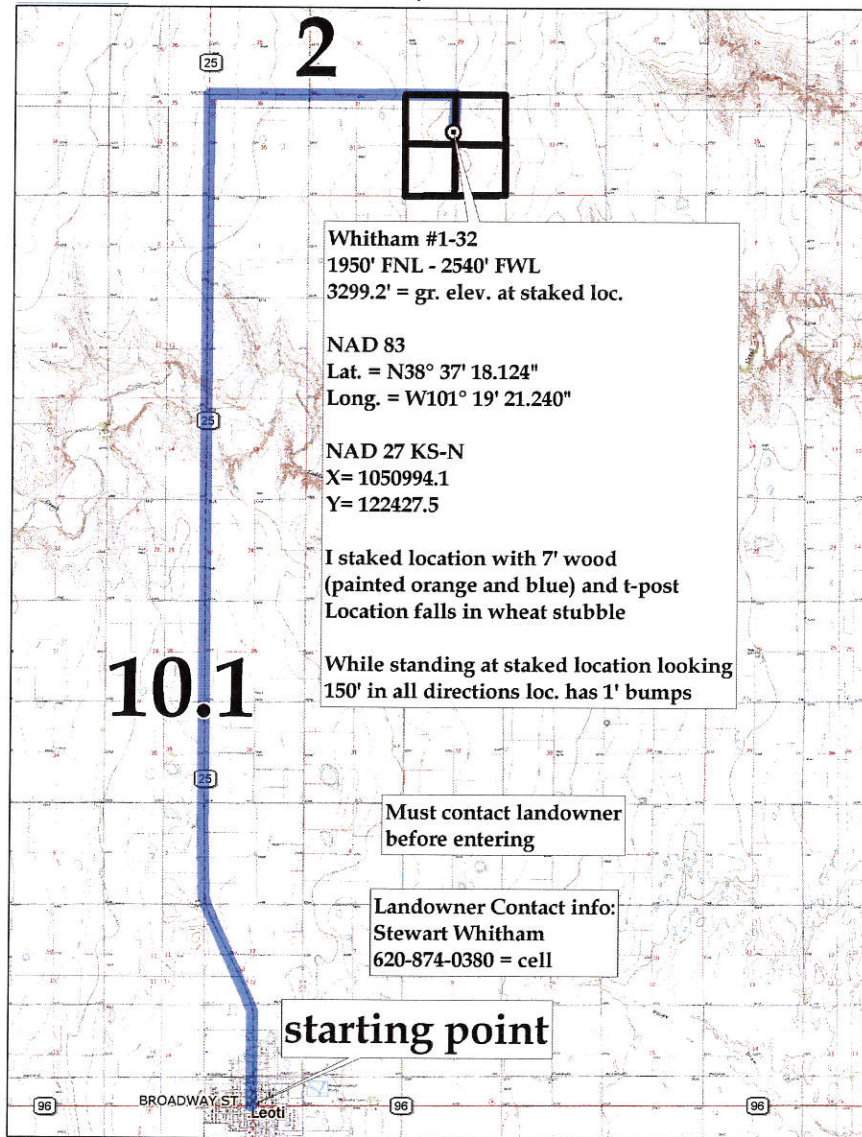 2
25
Whitham #1-32
1950' FNL - 2540' FWL
3299.2' = gr. elev. at staked loc.
NAD 83
Lat. = N38° 37' 18.124"
Long. = W101° 19' 21.240"
NAD 27 KS-N
X= 1050994.1
Y= 122427.5
25
I staked location with 7' wood
(painted orange and blue) and t-post
Location falls in wheat stubble
While standing at staked location looking
150' in all directions loc. has 1' bumps
10.1
25
Must contact landowner
before entering
Landowner Contact info:
Stewart Whitham
620-874-0380 = cell
starting point
BROADWAY ST
Leoti
96
96
96